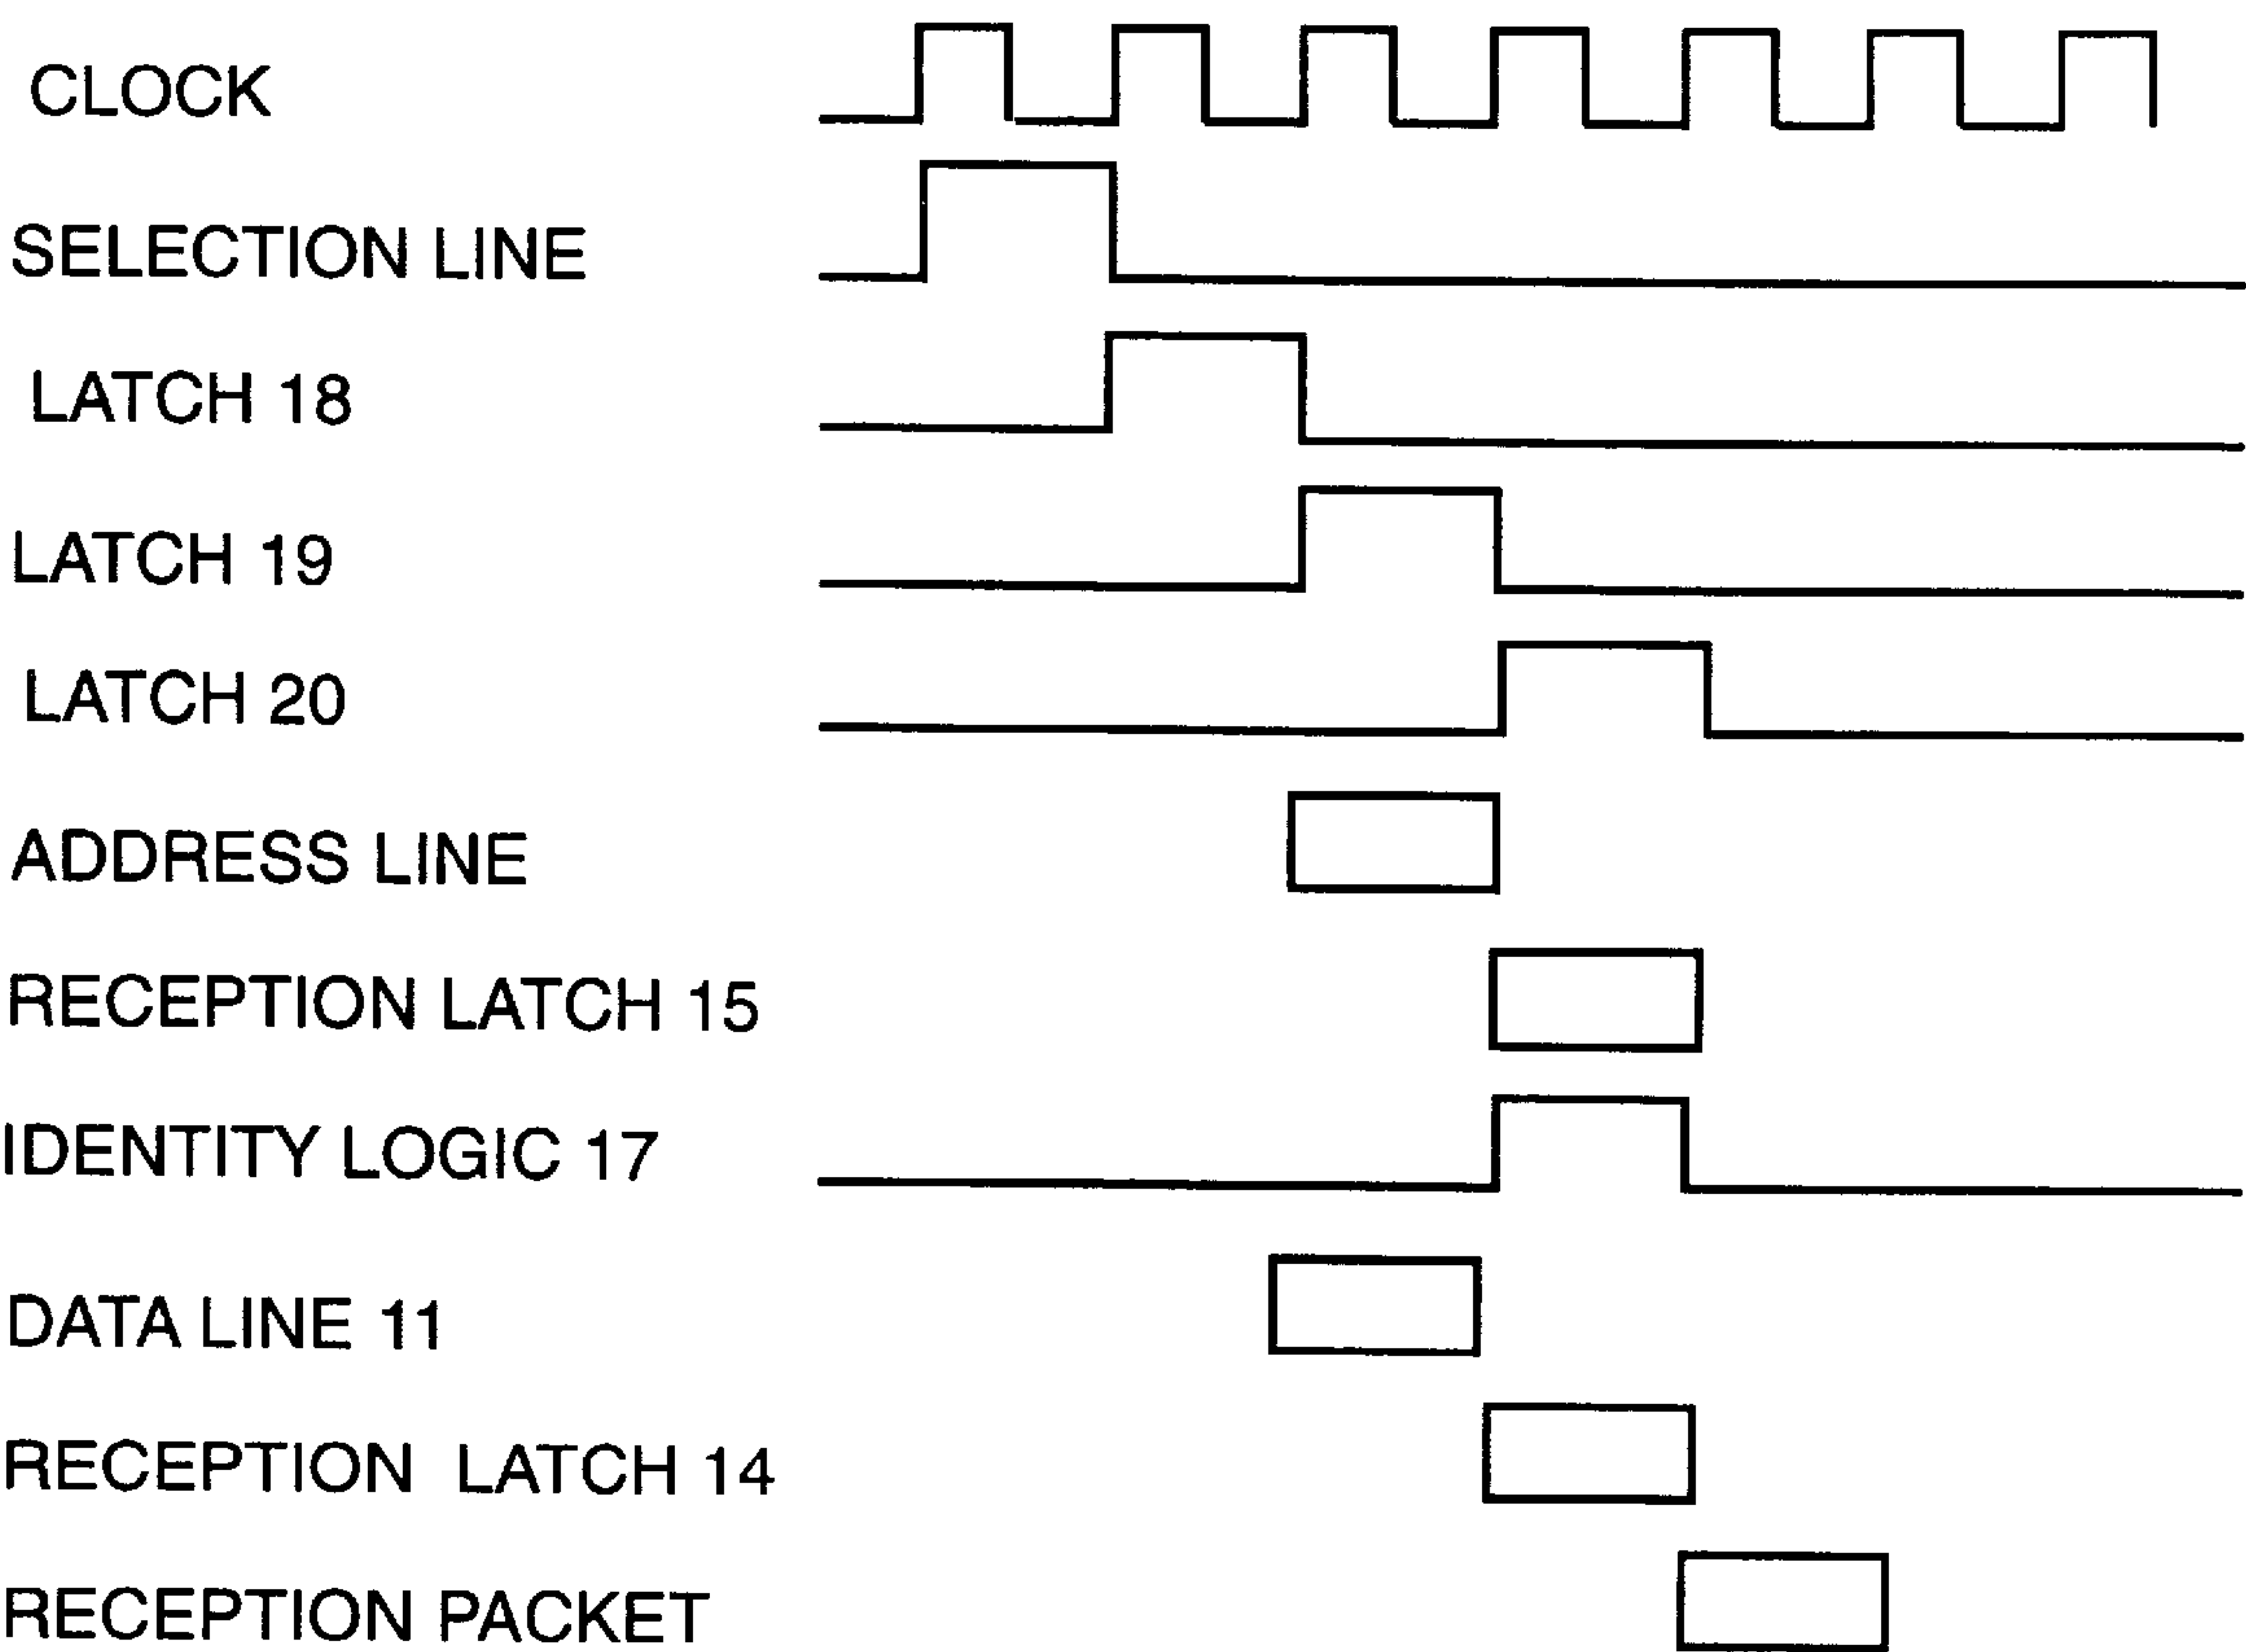 CLOCK
SELECTION LINE
LATCH 18
LATCH 19
LATCH 20
ADDRESS LINE
RECEPTION LATCH 15
IDENTITY LOGIC 17
DATA LINE 11
RECEPTION LATCH 14
RECEPTION PACKET